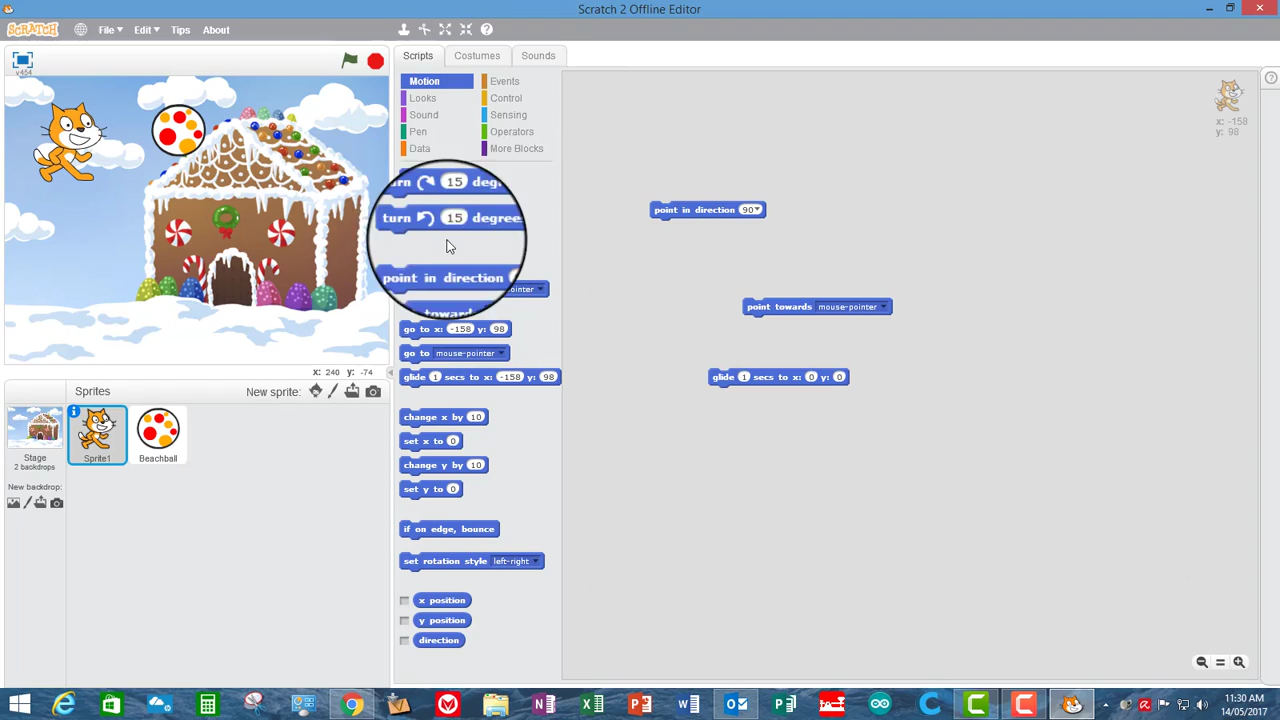 Scratch 2 Offline Editor
SCRATCH File Edit Tips About
v454
Scripts Costumes Sounds
Motion Events
Looks Control
Sound Sensing
Pen Operators
Data More Blocks
x: -158
y: 98
15
turn 15 degrees
point in direction
point in direction 90
point towards mouse-pointer
go to x: -158 y: 98
go to mouse-pointer
glide 1 secs to x: -158 y: 98
glide 1 secs to x: 0 y: 0
change x by 10
set x to 0
change y by 10
set y to 0
if on edge, bounce
set rotation style left-right
x position
y position
direction
x: 240 y: -74
Sprites New sprite:
Stage
2 backdrops
New backdrop:
Sprite1
Beachball
11:30 AM
14/05/2017